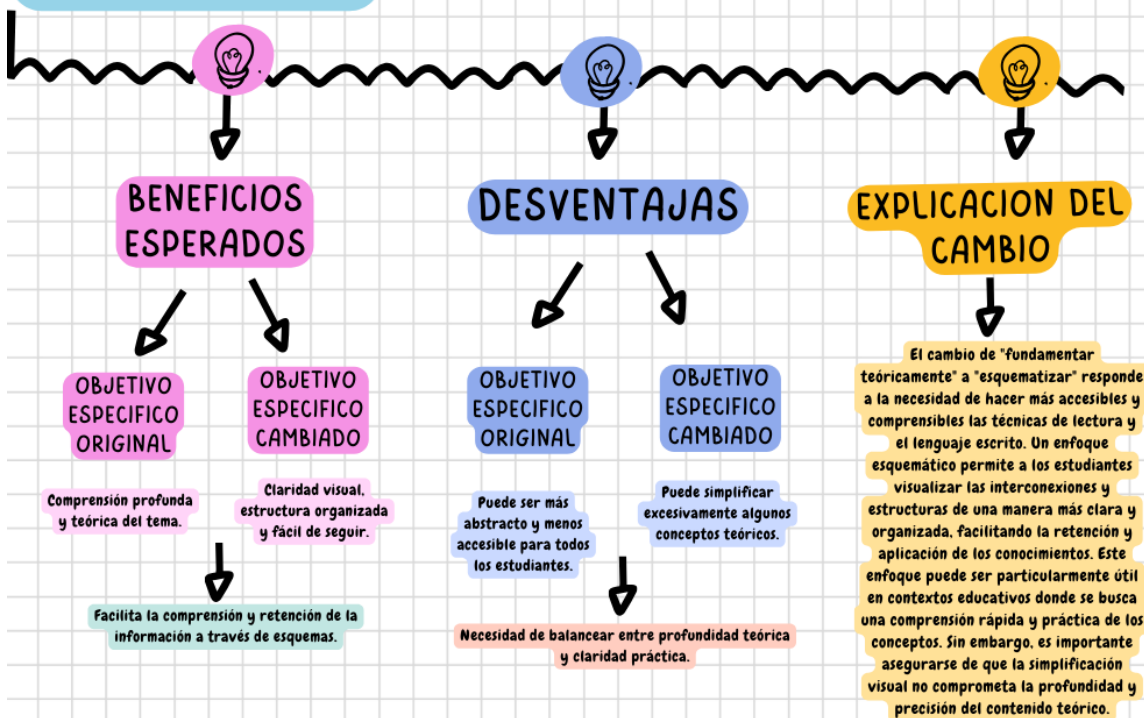 BENEFICIOS
ESPERADOS
OBJETIVO
ESPECIFICO
ORIGINAL
OBJETIVO
ESPECIFICO
CAMBIADO
Comprensión profunda
y teórica del tema.
Claridad visual,
estructura organizada
y fácil de seguir.
Facilita la comprensión y retención de la
información a través de esquemas.
DESVENTAJAS
OBJETIVO
ESPECIFICO
ORIGINAL
OBJETIVO
ESPECIFICO
CAMBIADO
Puede ser más
abstracto y menos
accesible para todos
los estudiantes.
Puede simplificar
excesivamente algunos
conceptos teóricos.
Necesidad de balancear entre profundidad teórica
y claridad práctica.
EXPLICACION DEL
CAMBIO
El cambio de "fundamentar
teóricamente" a "esquematizar" responde
a la necesidad de hacer más accesibles y
comprensibles las técnicas de lectura y
el lenguaje escrito. Un enfoque
esquemático permite a los estudiantes
visualizar las interconexiones y
estructuras de una manera más clara y
organizada, facilitando la retención y
aplicación de los conocimientos. Este
enfoque puede ser particularmente útil
en contextos educativos donde se busca
una comprensión rápida y práctica de los
conceptos. Sin embargo, es importante
asegurarse de que la simplificación
visual no comprometa la profundidad y
precisión del contenido teórico.